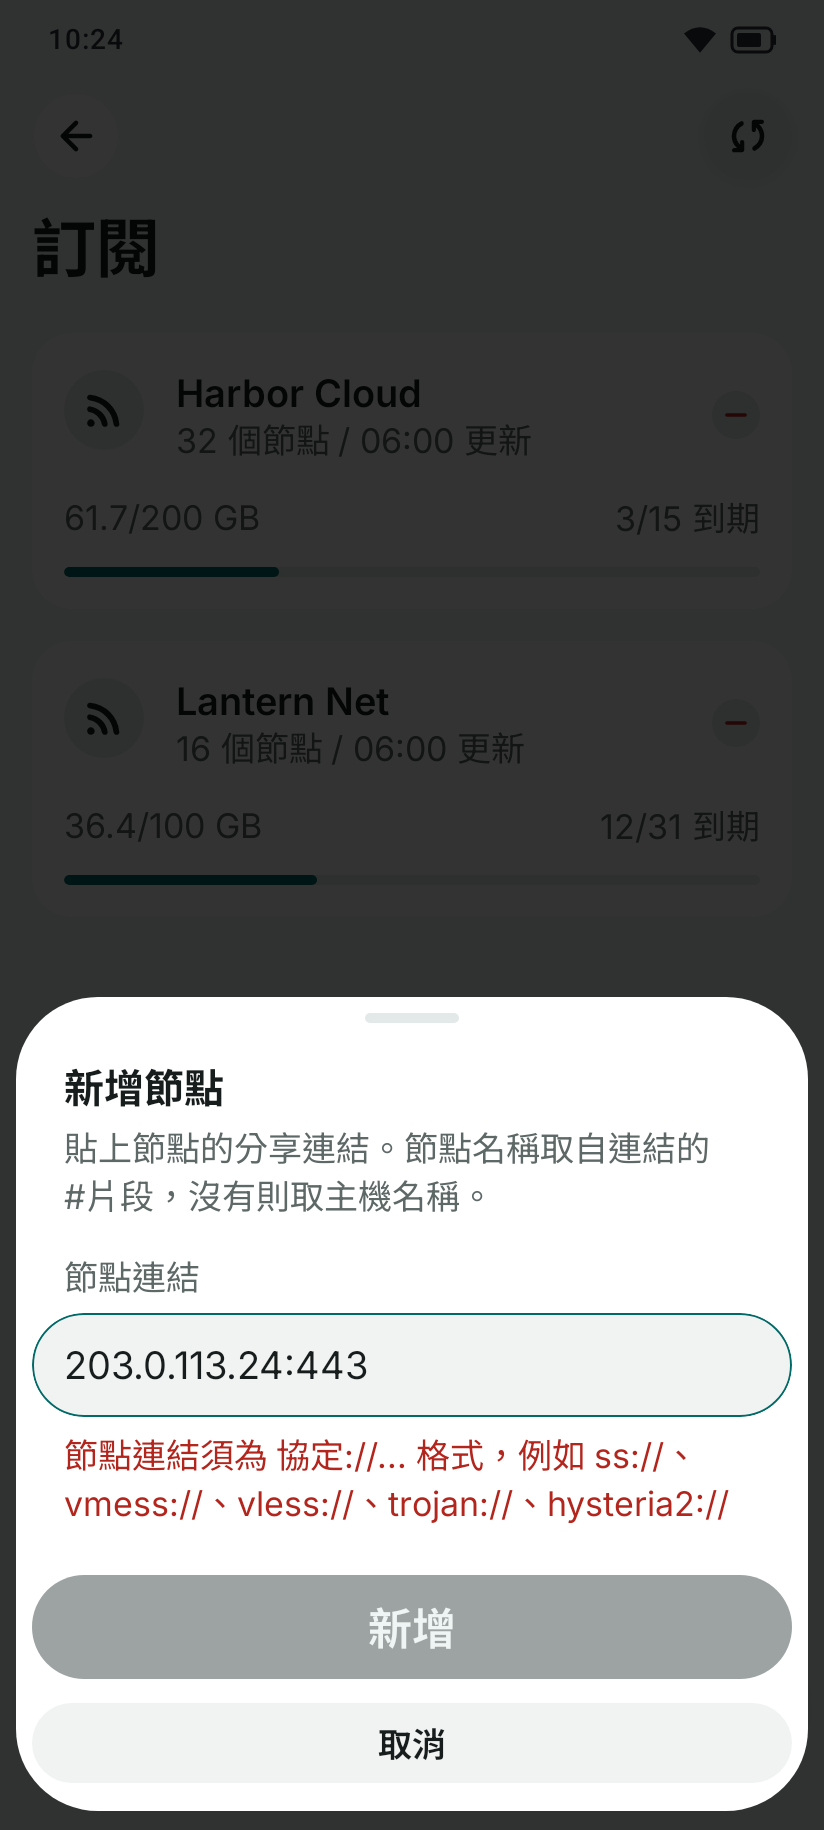 10:24
訂閱
Harbor Cloud
32 個節點 / 06:00 更新
61.7/200 GB
3/15 到期
Lantern Net
16 個節點 / 06:00 更新
36.4/100 GB
12/31 到期
新增節點
貼上節點的分享連結。節點名稱取自連結的
#片段，沒有則取主機名稱。
節點連結
203.0.113.24:443
節點連結須為 協定://... 格式，例如 ss://、
vmess://、vless://、trojan://、hysteria2://
新增
取消